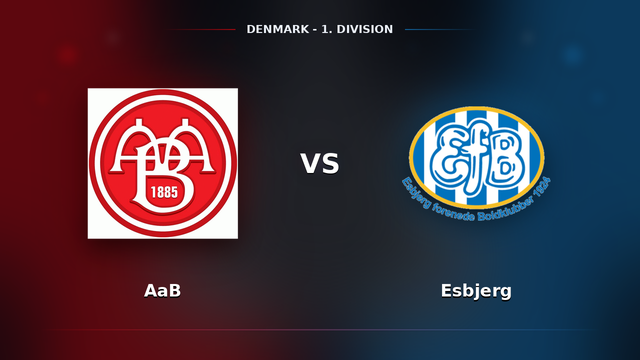 DENMARK - 1. DIVISION
AaB
1885
VS
EfB
Esbjerg forenede Boldklubber 1924
AaB
Esbjerg